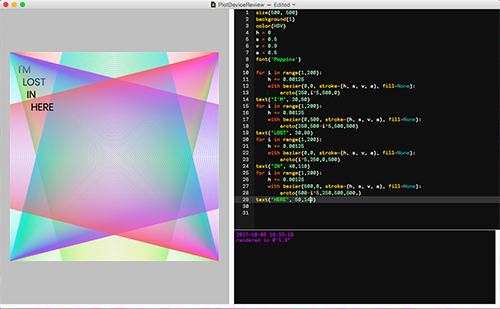 PlotDeviceReview — Edited
I'M
LOST
IN
HERE
1 size(500, 500)
2 background(1)
3 color(HSV)
4 h = 0
5 s = 0.5
6 v = 0.9
7 a = 0.5
8 font('Poppins')
9
10 for i in range(1,200):
11 h += 0.00125
12 with bezier(0,0, stroke=(h, s, v, a), fill=None):
13 arcto(250,i*5,500,0)
14 text("I'M", 20,50)
15 for i in range(1,200):
16 h += 0.00125
17 with bezier(0,500, stroke=(h, s, v, a), fill=None):
18 arcto(250,500-i*5,500,500)
19 text("LOST", 30,80)
20 for i in range(1,200):
21 h += 0.00125
22 with bezier(0,0, stroke=(h, s, v, a), fill=None):
23 arcto(i*5,250,0,500)
24 text("IN", 40,110)
25 for i in range(1,200):
26 h += 0.00125
27 with bezier(500,0, stroke=(h, s, v, a), fill=None):
28 arcto(500-i*5,250,500,500,)
29 text("HERE", 50,140)
30
31
rendered in 0'1.8"